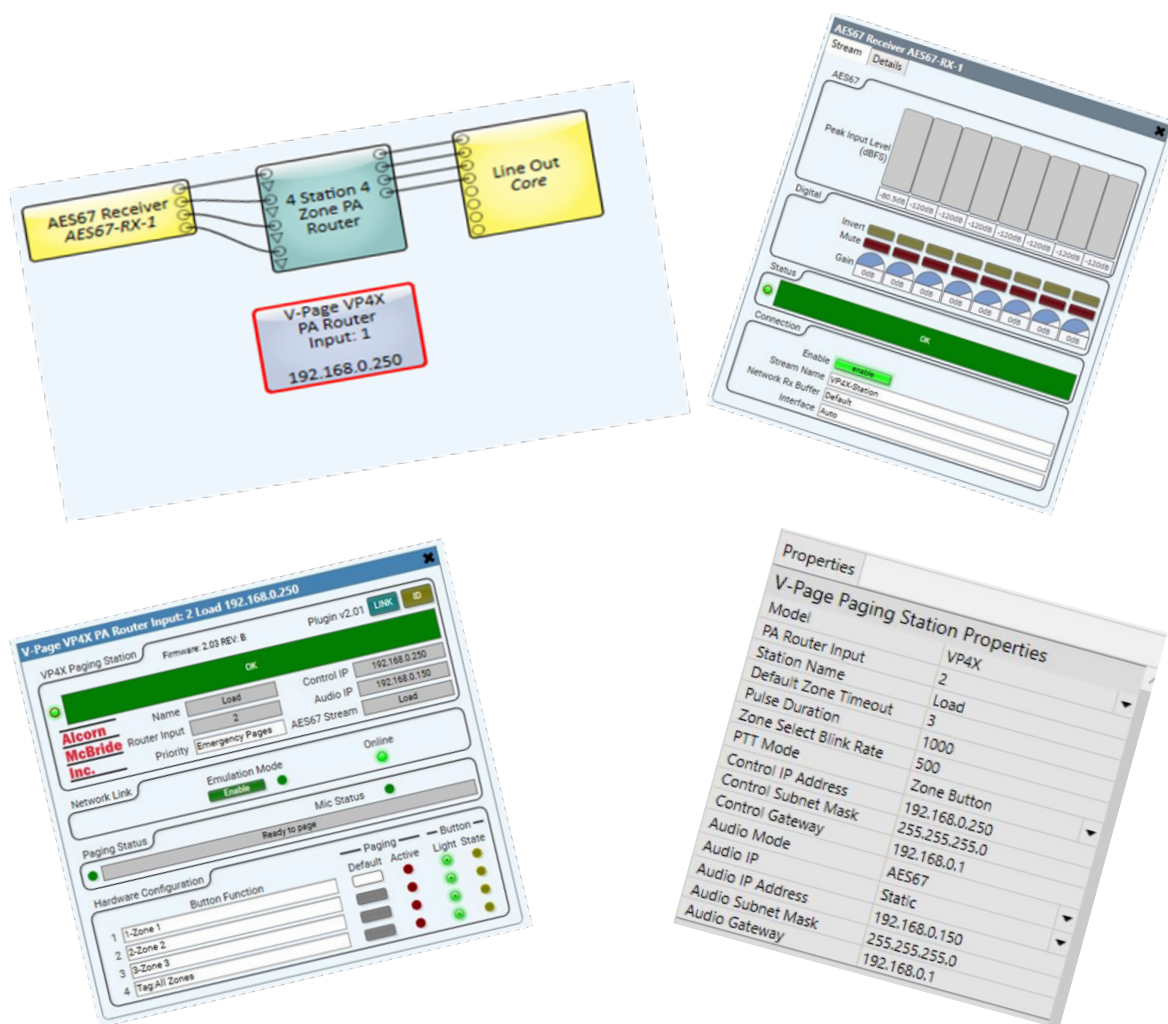 AES67 Receiver
AES67-RX-1
4 Station 4
Zone PA
Router
Line Out
Core
V-Page VP4X
PA Router
Input: 1
192.168.0.250
AES67 Receiver AES67-RX-1
Stream Details
AES67
Peak Input Level
(dBFS)
-80.5dB -120dB -120dB -120dB -120dB -120dB -120dB -120dB
Digital
Invert
Mute
Gain
0dB 0dB 0dB 0dB 0dB 0dB 0dB 0dB
Status
OK
Connection
Enable enable
Stream Name VP4X-Station
Network Rx Buffer Default
Interface Auto
V-Page VP4X PA Router Input: 2 Load 192.168.0.250
VP4X Paging Station Firmware: 2.03 REV: B Plugin v2.01 LINK ID
OK
Alcorn
McBride
Inc.
Name Load Control IP 192.168.0.250
Router Input 2 Audio IP 192.168.0.150
Priority Emergency Pages AES67 Stream Load
Network Link
Emulation Mode Online
Enable
Paging Status Mic Status
Ready to page
Hardware Configuration
Paging Button
Button Function Default Active Light State
1 1-Zone 1
2 2-Zone 2
3 3-Zone 3
4 Tag:All Zones
Properties
V-Page Paging Station Properties
Model VP4X
PA Router Input 2
Station Name Load
Default Zone Timeout 3
Pulse Duration 1000
Zone Select Blink Rate 500
PTT Mode Zone Button
Control IP Address 192.168.0.250
Control Subnet Mask 255.255.255.0
Control Gateway 192.168.0.1
Audio Mode AES67
Audio IP Static
Audio IP Address 192.168.0.150
Audio Subnet Mask 255.255.255.0
Audio Gateway 192.168.0.1